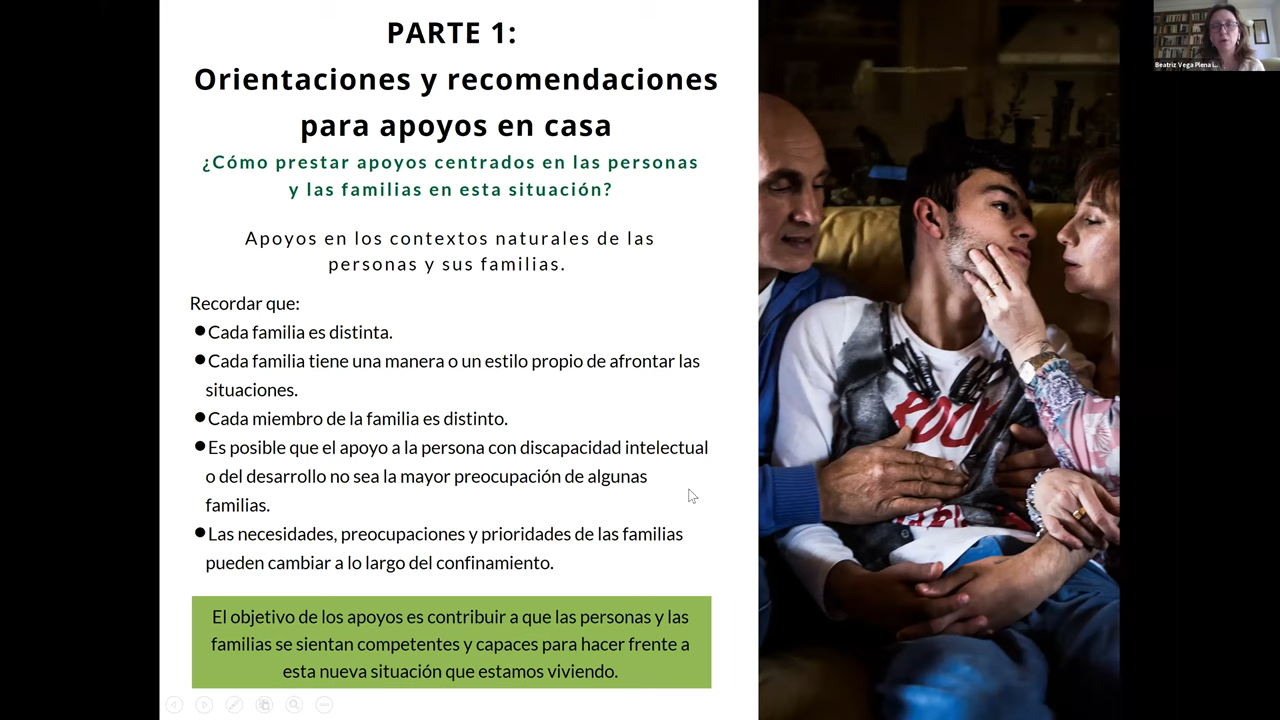 PARTE 1:
Orientaciones y recomendaciones
para apoyos en casa
¿Cómo prestar apoyos centrados en las personas
y las familias en esta situación?
Apoyos en los contextos naturales de las
personas y sus familias.
Recordar que:
●Cada familia es distinta.
●Cada familia tiene una manera o un estilo propio de afrontar las
situaciones.
●Cada miembro de la familia es distinto.
●Es posible que el apoyo a la persona con discapacidad intelectual
o del desarrollo no sea la mayor preocupación de algunas
familias.
●Las necesidades, preocupaciones y prioridades de las familias
pueden cambiar a lo largo del confinamiento.
El objetivo de los apoyos es contribuir a que las personas y las
familias se sientan competentes y capaces para hacer frente a
esta nueva situación que estamos viviendo.
Beatriz Vega Plena I...
ROCK